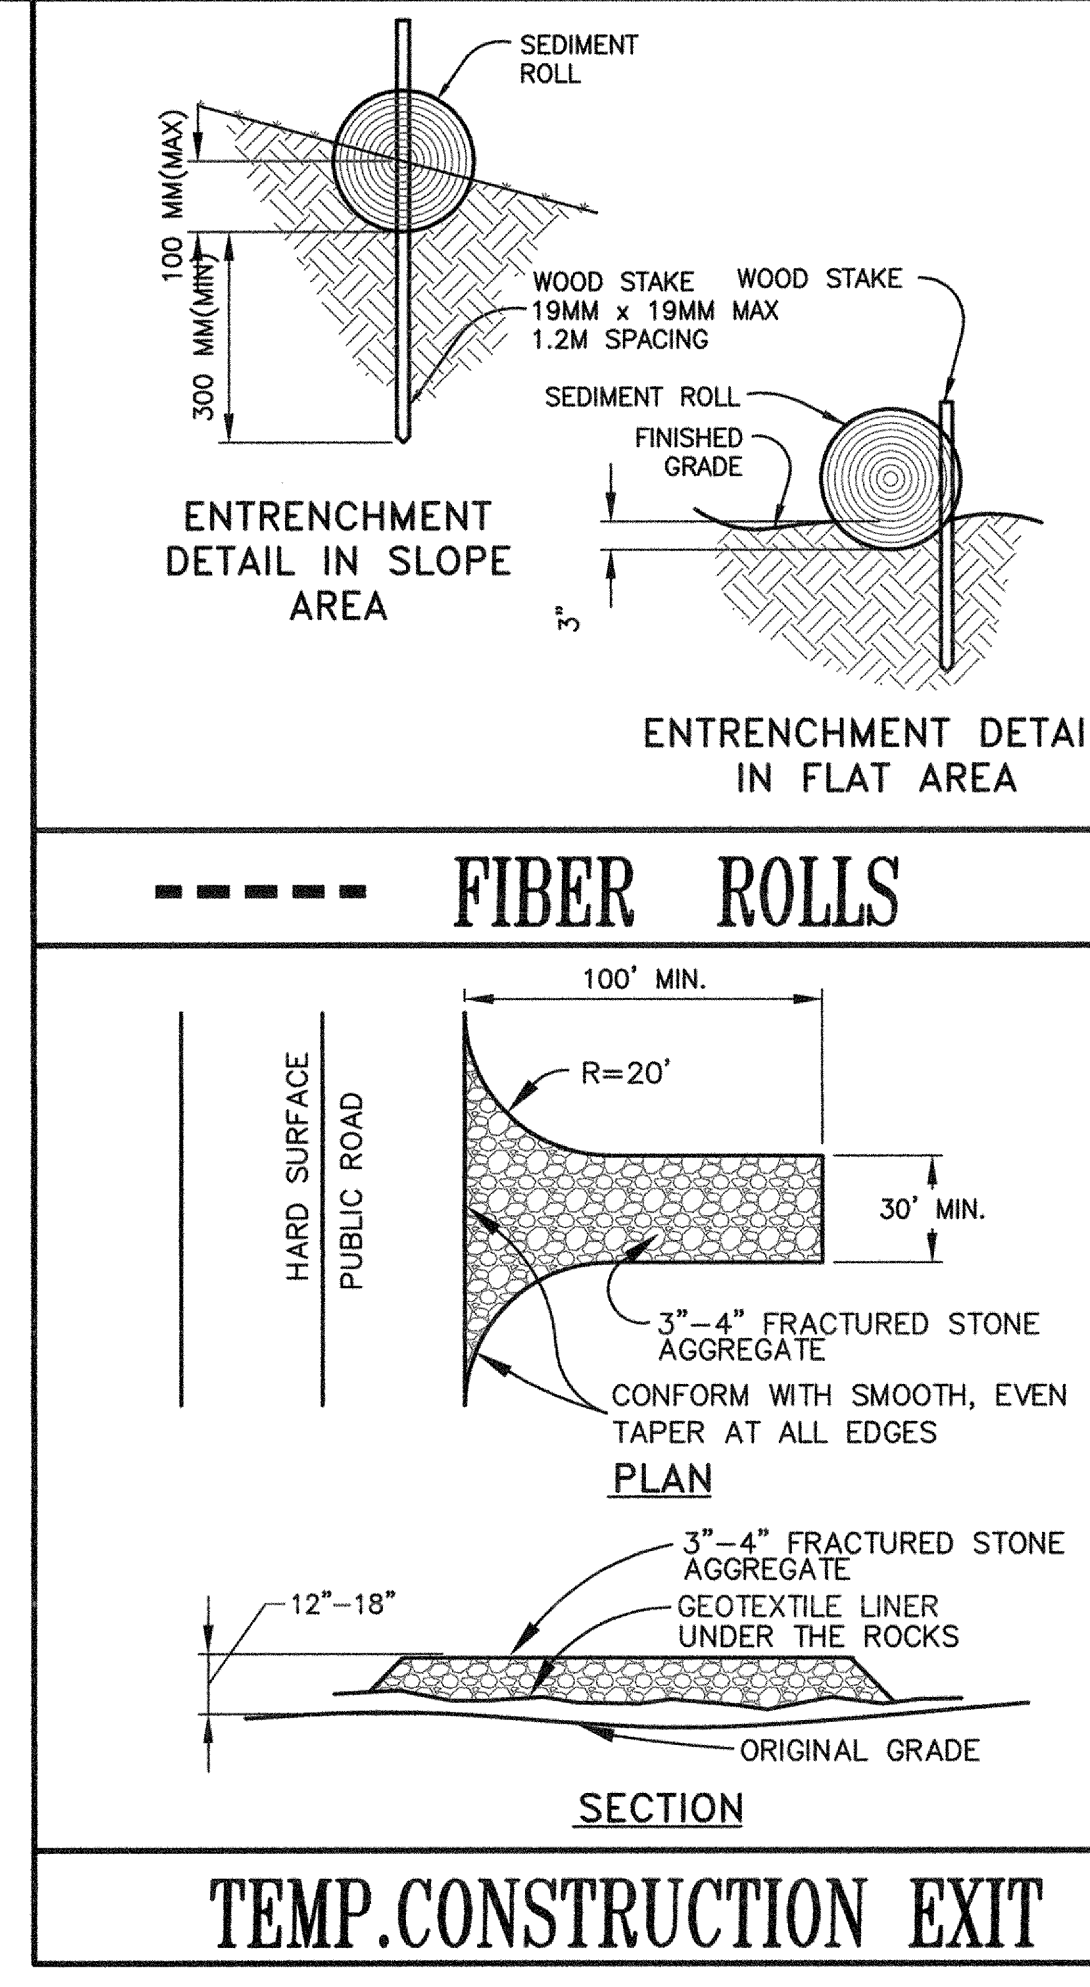 SEDIMENT
ROLL
100 MM(MAX)
300 MM(MIN)
WOOD STAKE
19MM x 19MM MAX
1.2M SPACING
WOOD STAKE
SEDIMENT ROLL
FINISHED
GRADE
3"
ENTRENCHMENT
DETAIL IN SLOPE
AREA
ENTRENCHMENT DETAI
IN FLAT AREA
FIBER ROLLS
100' MIN.
R=20'
HARD SURFACE
PUBLIC ROAD
30' MIN.
3"-4" FRACTURED STONE
AGGREGATE
CONFORM WITH SMOOTH, EVEN
TAPER AT ALL EDGES
PLAN
3"-4" FRACTURED STONE
AGGREGATE
12"-18"
GEOTEXTILE LINER
UNDER THE ROCKS
ORIGINAL GRADE
SECTION
TEMP.CONSTRUCTION EXIT